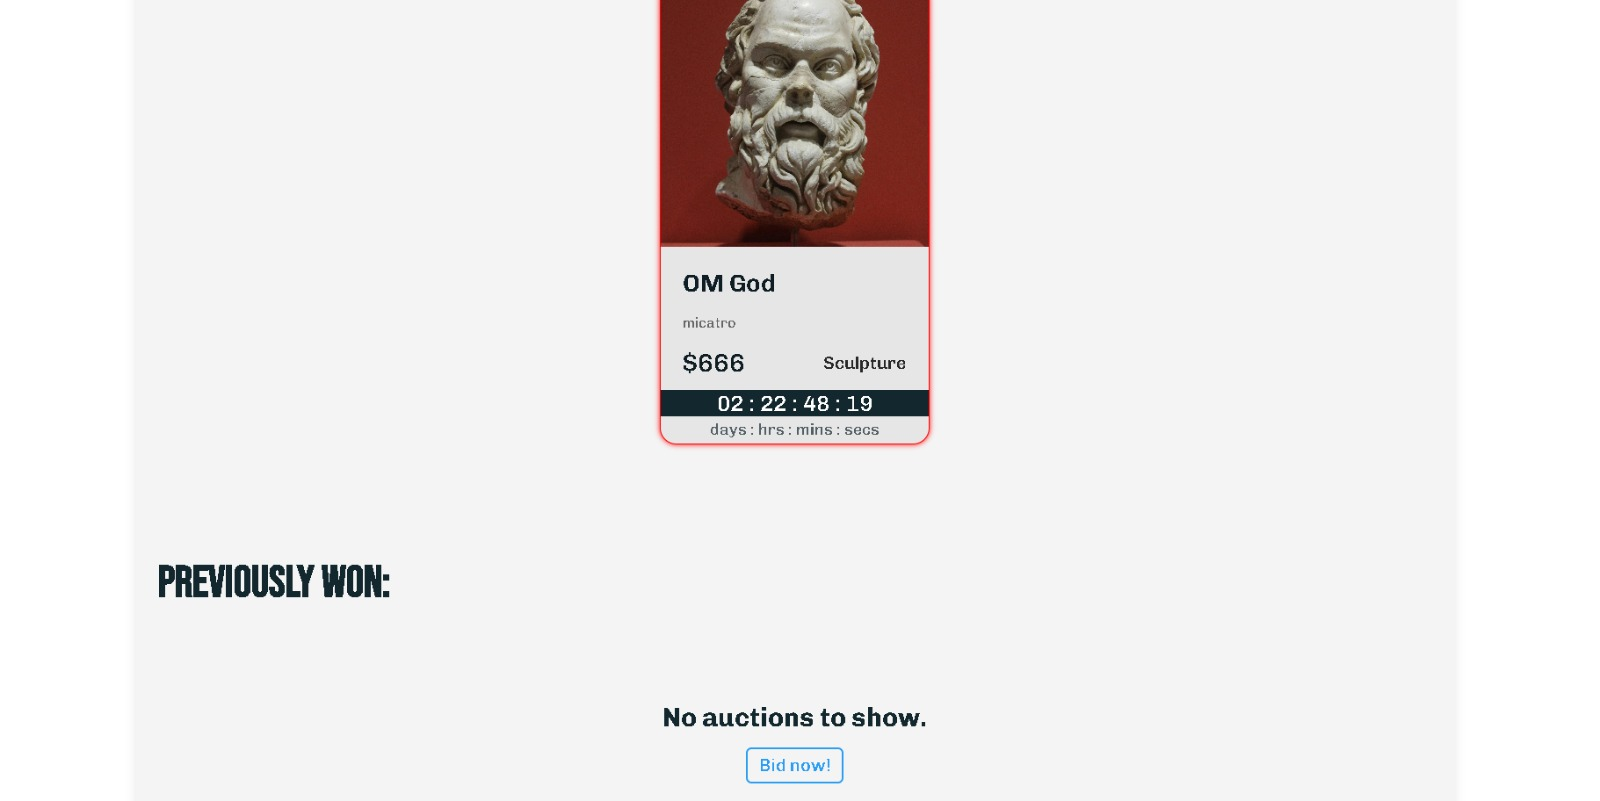 OM God
micatro
$666 Sculpture
02 : 22 : 48 : 19
days : hrs : mins : secs
PREVIOUSLY WON:
No auctions to show.
Bid now!